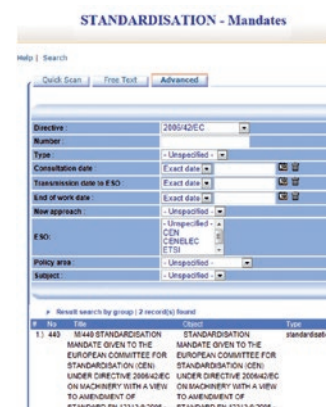 STANDARDISATION - Mandates
Help | Search
Quick Scan Free Text Advanced
Directive : 2006/42/EC
Number :
Type : - Unspecified -
Consultation date : Exact date
Transmission date to ESO : Exact date
End of work date : Exact date
New approach : - Unspecified -
ESO: - Unspecified -
CEN
CENELEC
ETSI
Policy area : - Unspecified -
Subject : - Unspecified -
Result search by group | 2 record(s) found
# No Title Object Type
1.) 440 M/440 STANDARDISATION STANDARDISATION standardisati
MANDATE GIVEN TO THE MANDATE GIVEN TO THE
EUROPEAN COMMITTEE FOR EUROPEAN COMMITTEE FOR
STANDARDISATION (CEN) STANDARDISATION (CEN)
UNDER DIRECTIVE 2006/42/EC UNDER DIRECTIVE 2006/42/EC
ON MACHINERY WITH A VIEW ON MACHINERY WITH A VIEW
TO AMENDMENT OF TO AMENDMENT OF